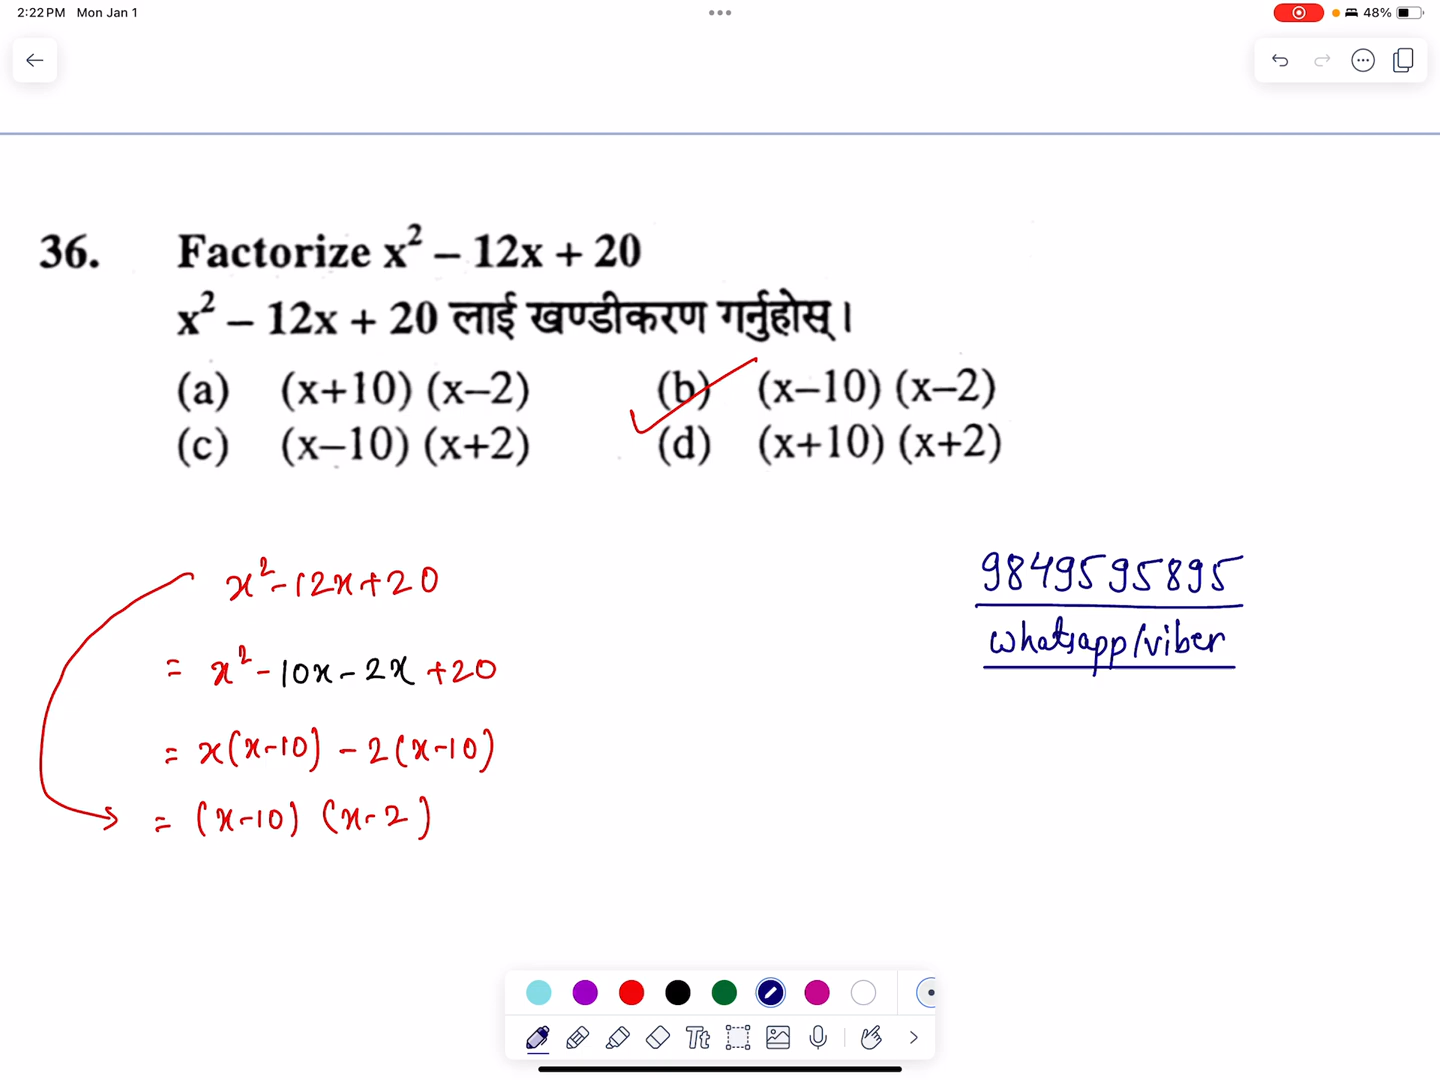 2:22 PM Mon Jan 1
48%
36. Factorize x² – 12x + 20
x² – 12x + 20 लाई खण्डीकरण गर्नुहोस् ।
(a) (x+10) (x–2) (b) (x–10) (x–2)
(c) (x–10) (x+2) (d) (x+10) (x+2)
x² - 12x + 20
= x² - 10x - 2x + 20
= x(x-10) - 2(x-10)
= (x-10) (x-2)
9849595895
whatsapp/viber
Tt